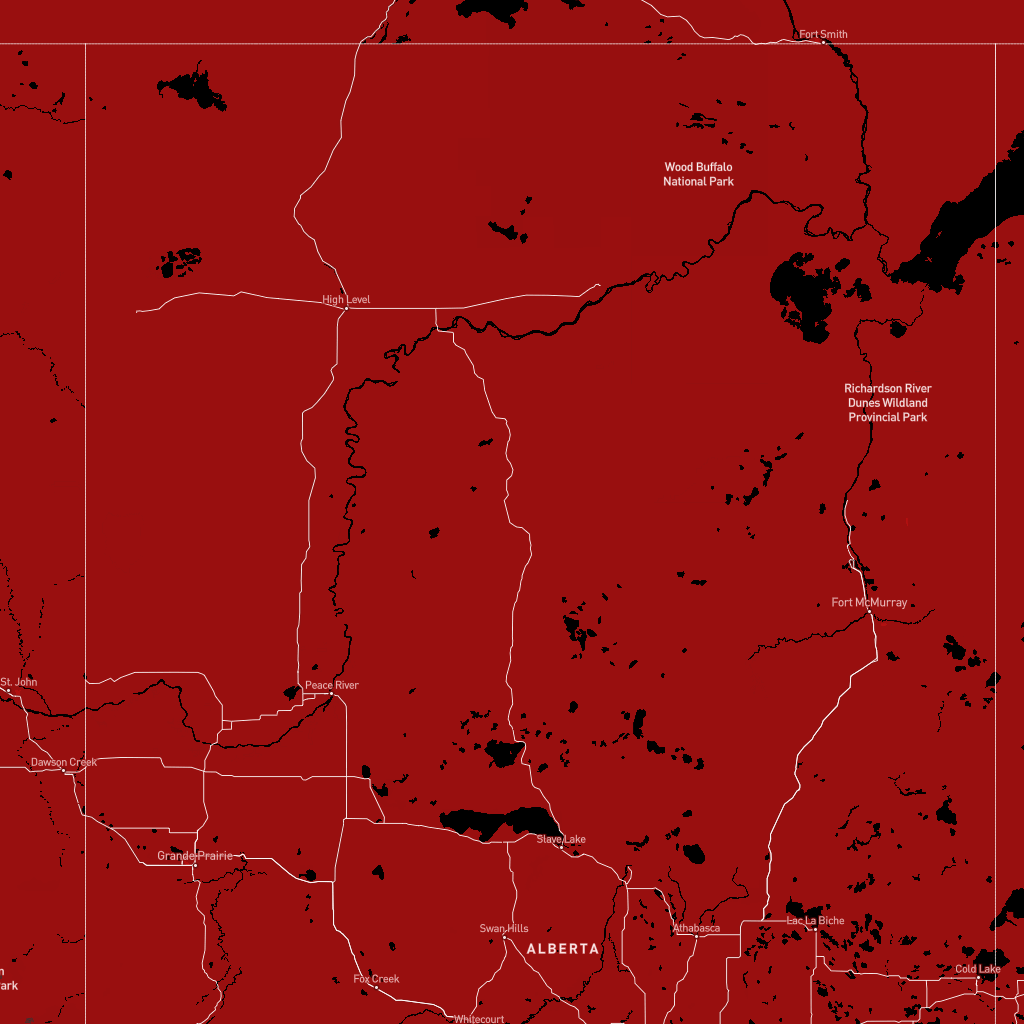 Fort Smith
Wood Buffalo
National Park
High Level
Richardson River
Dunes Wildland
Provincial Park
Fort McMurray
St. John
Peace River
Dawson Creek
Slave Lake
Grande Prairie
Swan Hills
Athabasca
Lac La Biche
ALBERTA
Cold Lake
Fox Creek
Whitecourt